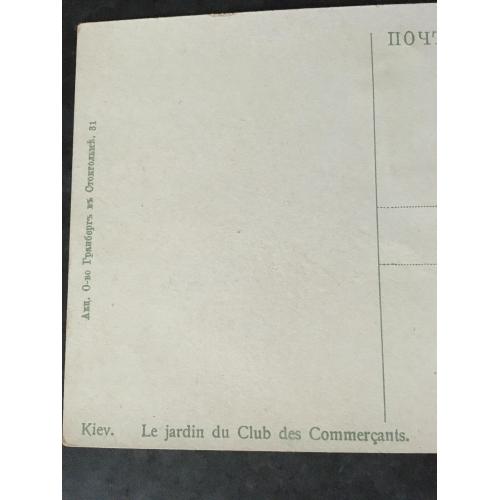 ПОЧТ
Акц. О-во Гранбергъ въ Стокгольмѣ. 31
Kiev. Le jardin du Club des Commerçants.